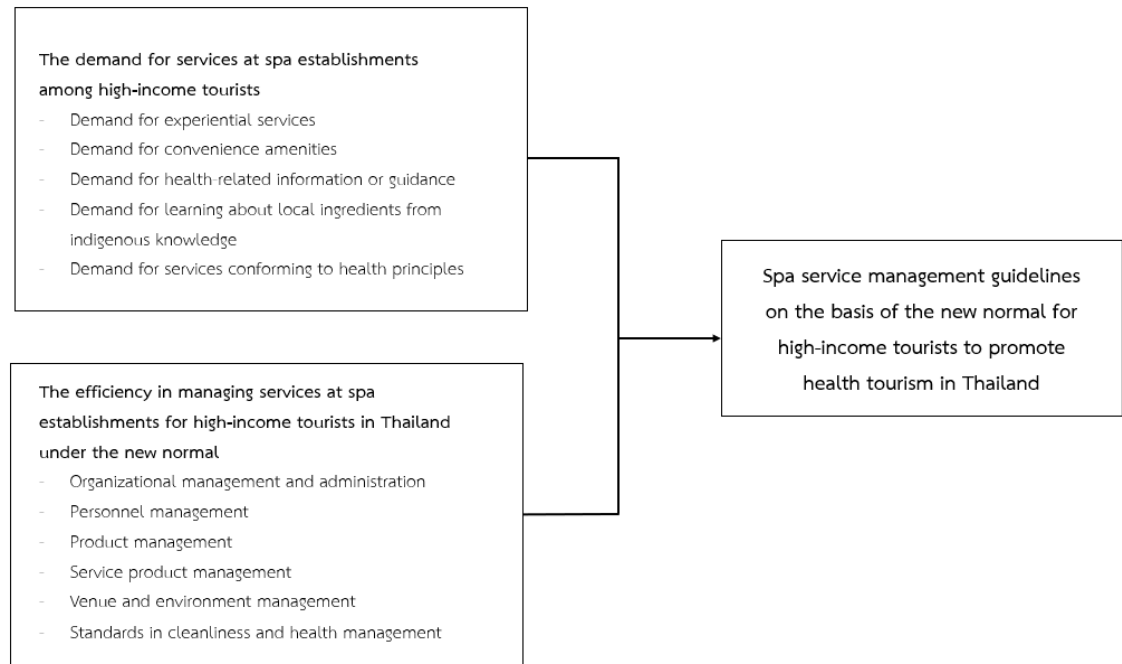 The demand for services at spa establishments
among high-income tourists
- Demand for experiential services
- Demand for convenience amenities
- Demand for health-related information or guidance
- Demand for learning about local ingredients from
indigenous knowledge
- Demand for services conforming to health principles
The efficiency in managing services at spa
establishments for high-income tourists in Thailand
under the new normal
- Organizational management and administration
- Personnel management
- Product management
- Service product management
- Venue and environment management
- Standards in cleanliness and health management
Spa service management guidelines
on the basis of the new normal for
high-income tourists to promote
health tourism in Thailand